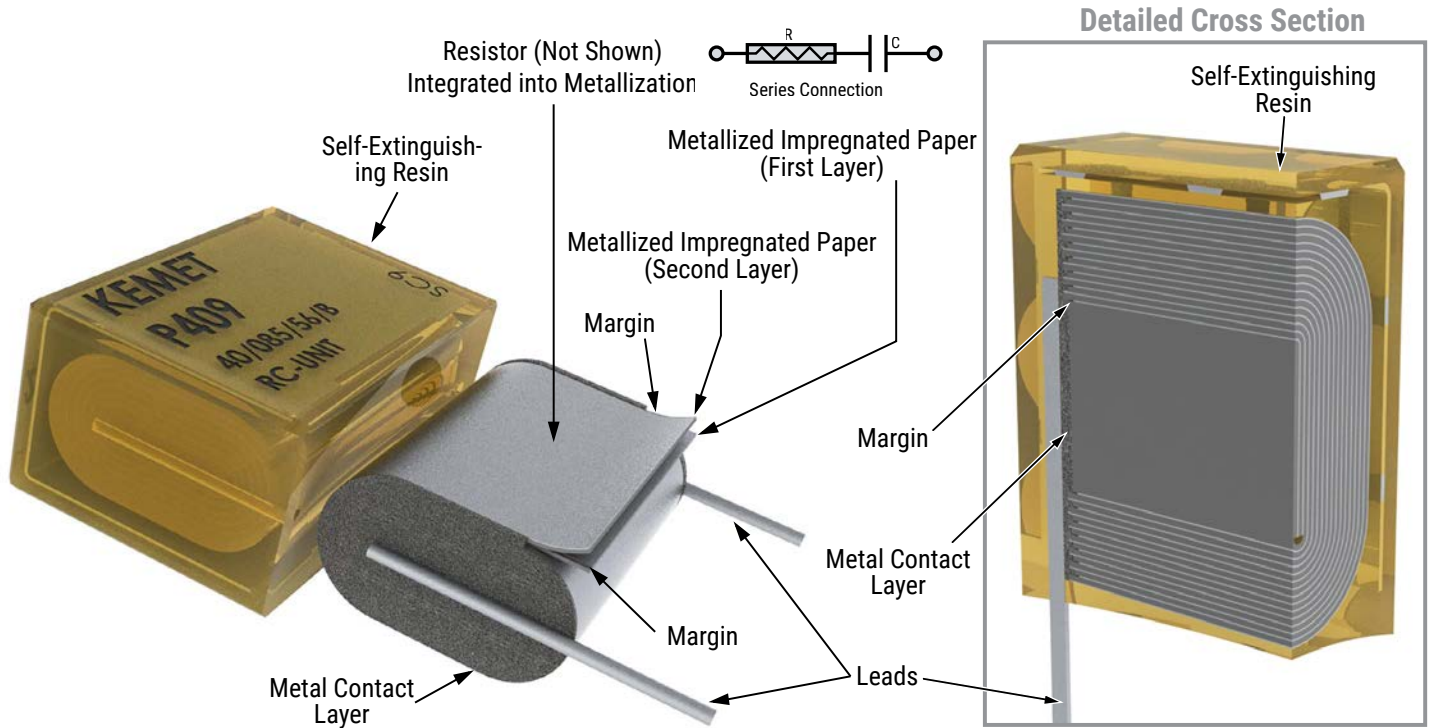 Detailed Cross Section
Resistor (Not Shown)
Integrated into Metallization
R
C
Series Connection
Self-Extinguish-
ing Resin
Metallized Impregnated Paper
(First Layer)
Metallized Impregnated Paper
(Second Layer)
Margin
KEMET
P409
40/085/56/B
RC-UNIT
Margin
Metal Contact
Layer
Leads
Self-Extinguishing
Resin
Margin
Metal Contact
Layer